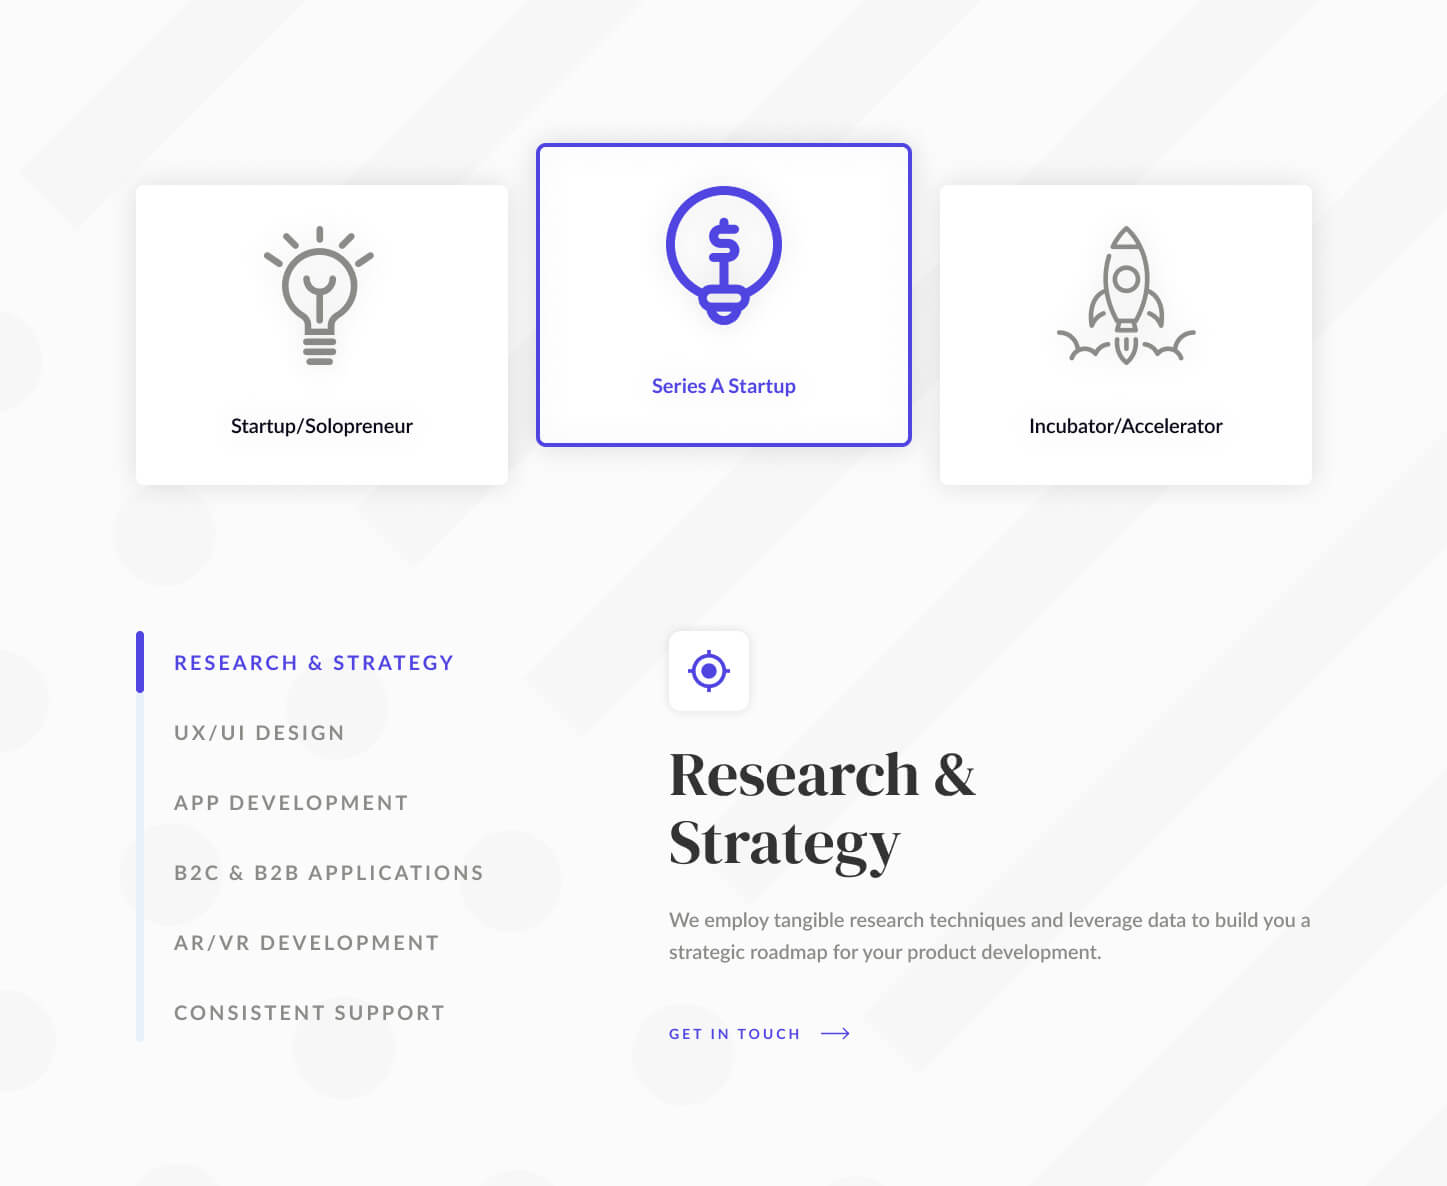 Startup/Solopreneur
Series A Startup
Incubator/Accelerator
RESEARCH & STRATEGY
UX/UI DESIGN
APP DEVELOPMENT
B2C & B2B APPLICATIONS
AR/VR DEVELOPMENT
CONSISTENT SUPPORT
Research &
Strategy
We employ tangible research techniques and leverage data to build you a
strategic roadmap for your product development.
GET IN TOUCH